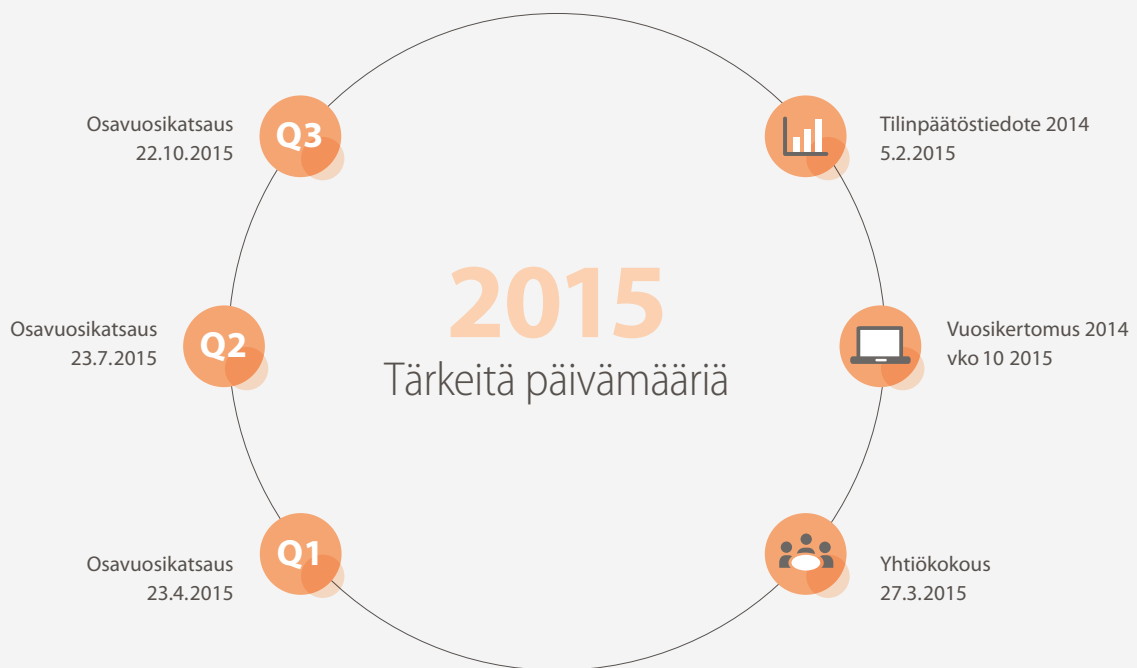 2015
Tärkeitä päivämääriä
Tilinpäätöstiedote 2014
5.2.2015
Vuosikertomus 2014
vko 10 2015
Yhtiökokous
27.3.2015
Q1
Osavuosikatsaus
23.4.2015
Q2
Osavuosikatsaus
23.7.2015
Q3
Osavuosikatsaus
22.10.2015